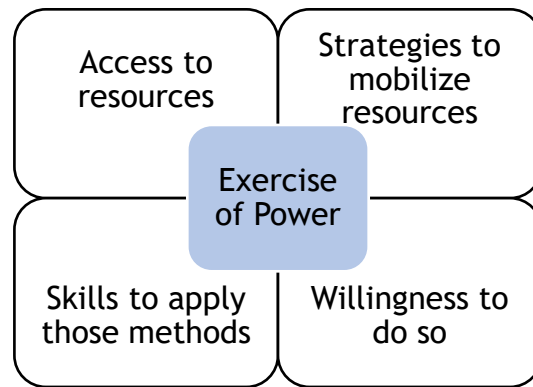 Access to
resources
Strategies to
mobilize
resources
Exercise
of Power
Skills to apply
those methods
Willingness to
do so